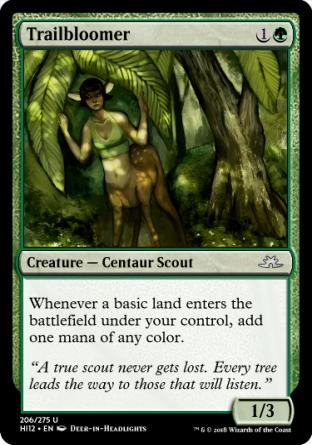 Trailbloomer 1
Creature — Centaur Scout
Whenever a basic land enters the
battlefield under your control, add
one mana of any color.
“A true scout never gets lost. Every tree
leads the way to those that will listen.”
1/3
206/275 U
HI12 • EN Deer-in-Headlights
™ & © 2018 Wizards of the Coast